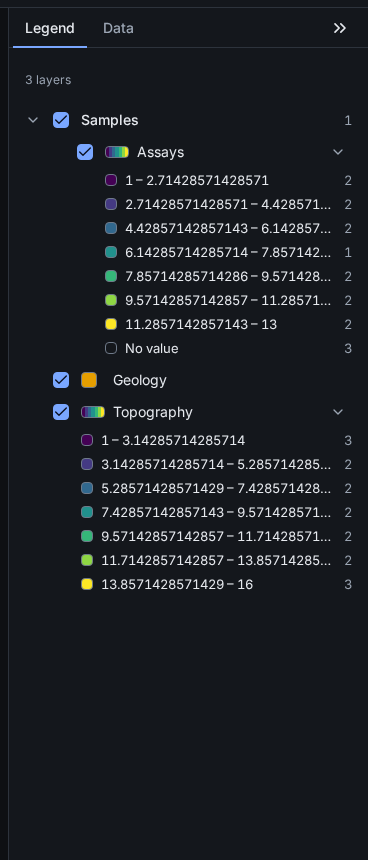 Legend Data
3 layers
Samples 1
Assays
1 – 2.71428571428571 2
2.71428571428571 – 4.428571... 2
4.42857142857143 – 6.142857... 2
6.14285714285714 – 7.857142... 1
7.85714285714286 – 9.571428... 2
9.57142857142857 – 11.28571... 2
11.2857142857143 – 13 2
No value 3
Geology
Topography
1 – 3.14285714285714 3
3.14285714285714 – 5.285714285... 2
5.28571428571429 – 7.428571428... 2
7.42857142857143 – 9.571428571... 2
9.57142857142857 – 11.71428571... 2
11.7142857142857 – 13.85714285... 2
13.8571428571429 – 16 3